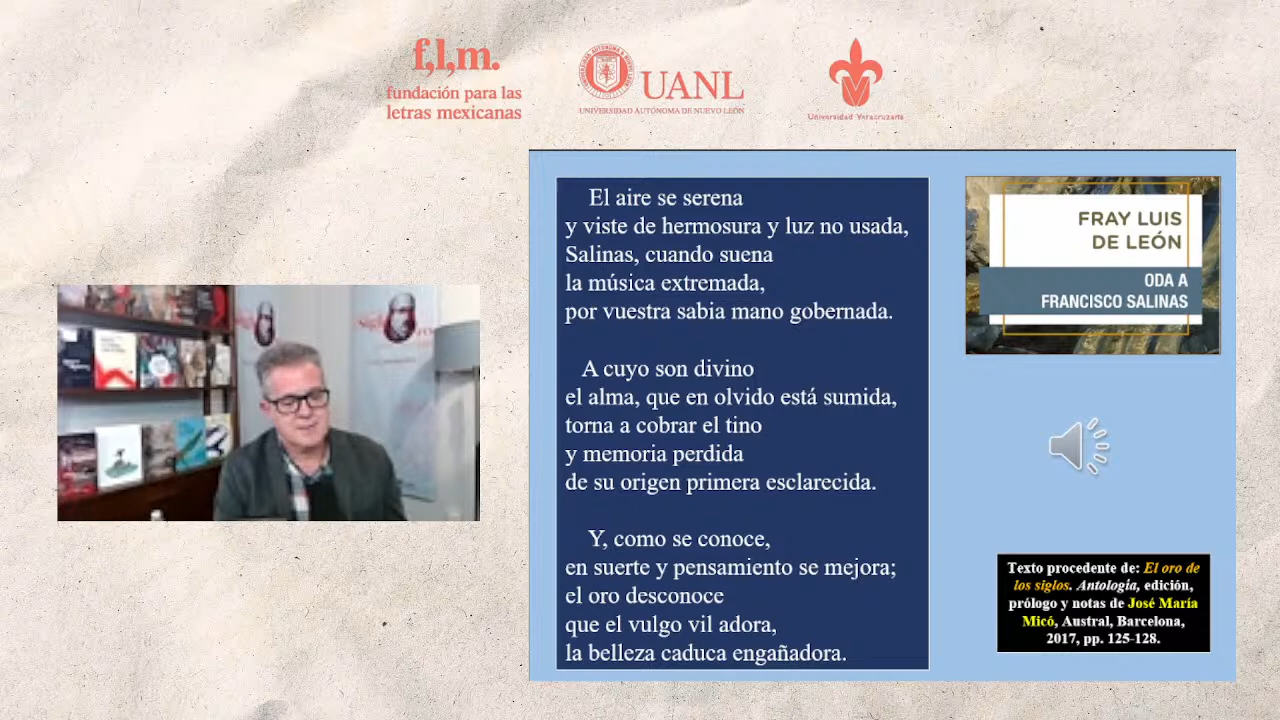 f,l,m.
fundación para las
letras mexicanas
UANL
UNIVERSIDAD AUTÓNOMA DE NUEVO LEÓN
Universidad Veracruzana
El aire se serena
y viste de hermosura y luz no usada,
Salinas, cuando suena
la música extremada,
por vuestra sabia mano gobernada.
A cuyo son divino
el alma, que en olvido está sumida,
torna a cobrar el tino
y memoria perdida
de su origen primera esclarecida.
Y, como se conoce,
en suerte y pensamiento se mejora;
el oro desconoce
que el vulgo vil adora,
la belleza caduca engañadora.
FRAY LUIS
DE LEÓN
ODA A
FRANCISCO SALINAS
Texto procedente de: El oro de
los siglos. Antología, edición,
prólogo y notas de José María
Micó, Austral, Barcelona,
2017, pp. 125-128.